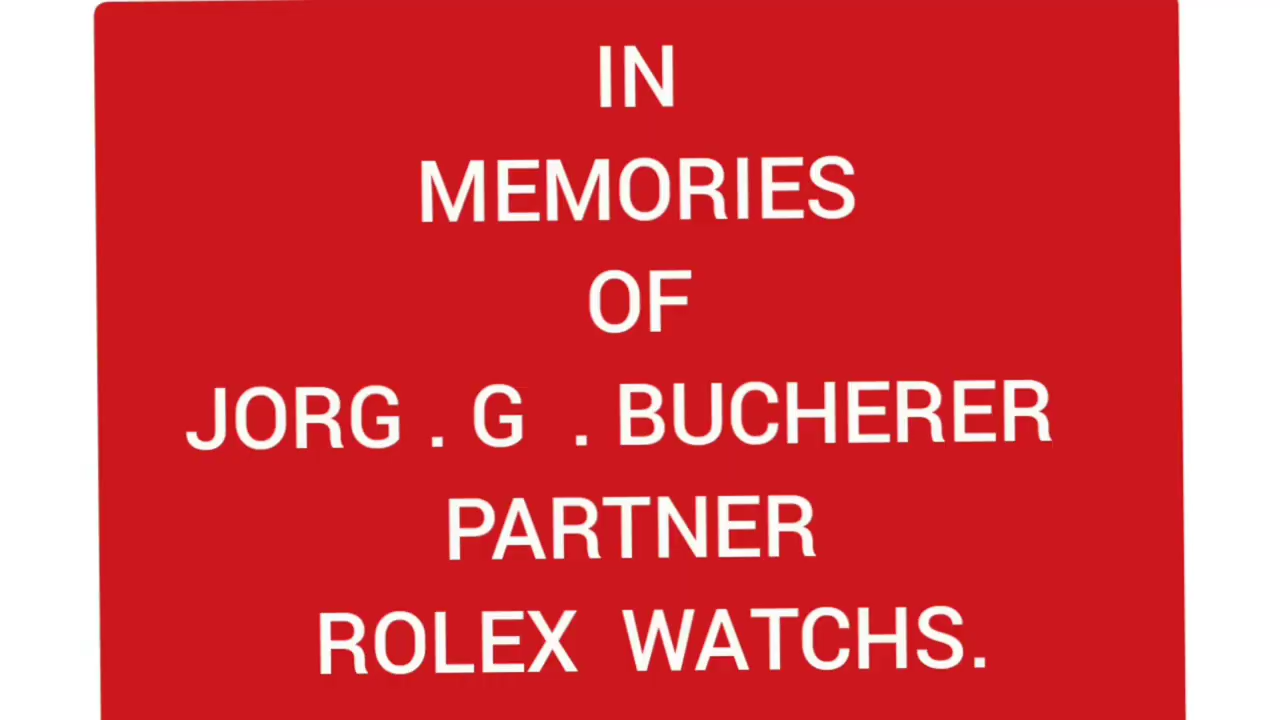 IN
MEMORIES
OF
JORG . G . BUCHERER
PARTNER
ROLEX WATCHS.